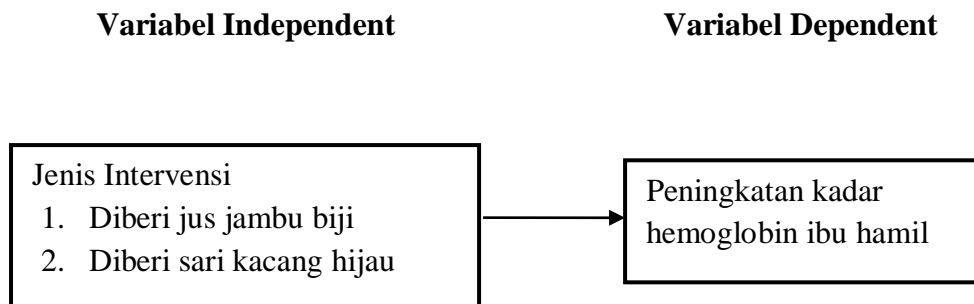 Variabel Independent
Variabel Dependent
Jenis Intervensi
1. Diberi jus jambu biji
2. Diberi sari kacang hijau
Peningkatan kadar
hemoglobin ibu hamil